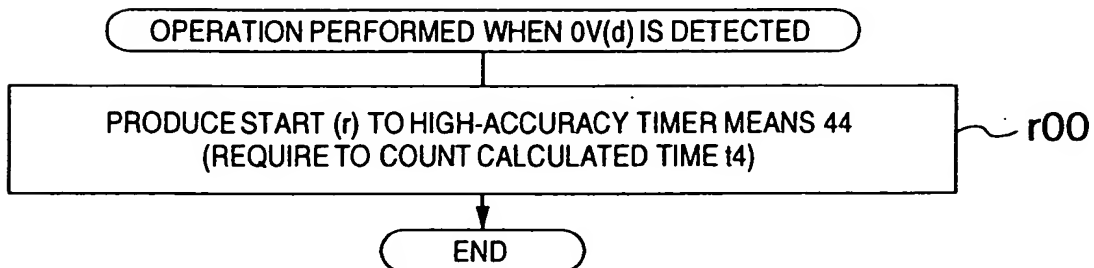 OPERATION PERFORMED WHEN 0V(d) IS DETECTED
PRODUCE START (r) TO HIGH-ACCURACY TIMER MEANS 44
(REQUIRE TO COUNT CALCULATED TIME t4)
r00
END